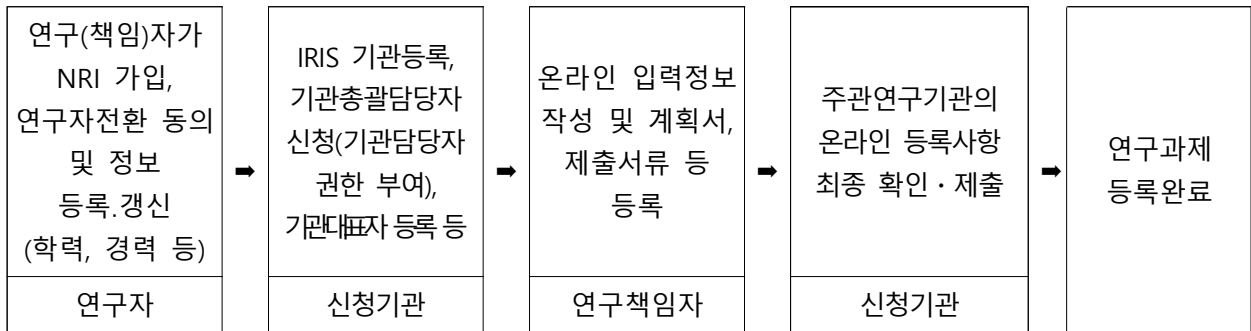 연구(책임)자가
NRI 가입,
연구자전환 동의
및 정보
등록.갱신
(학력, 경력 등)
연구자
➡
IRIS 기관등록,
기관총괄담당자
신청(기관담당자
권한 부여),
기관대표자 등록 등
신청기관
➡
온라인 입력정보
작성 및 계획서,
제출서류 등
등록
연구책임자
➡
주관연구기관의
온라인 등록사항
최종 확인・제출
신청기관
➡
연구과제
등록완료